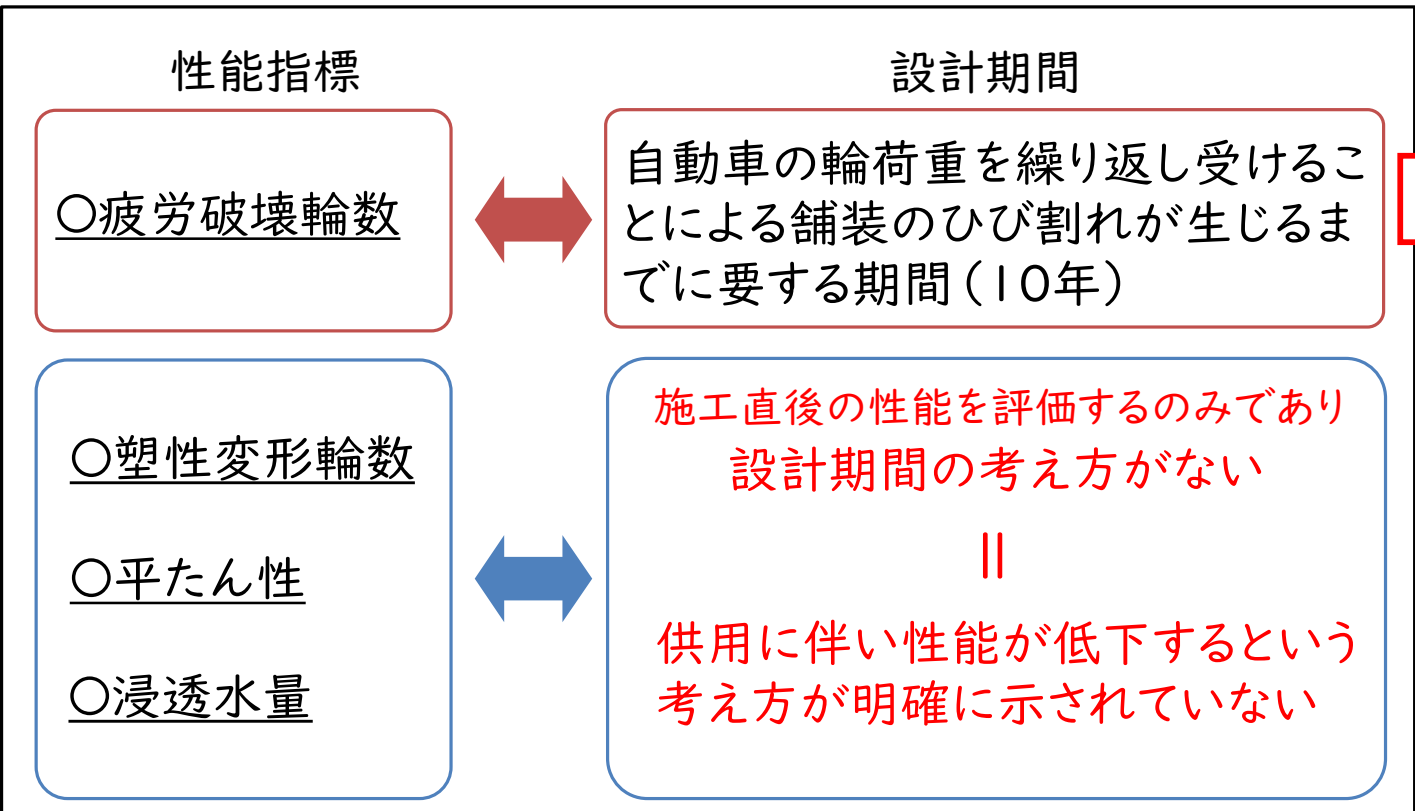 性能指標
設計期間
○疲労破壊輪数
自動車の輪荷重を繰り返し受けるこ
とによる舗装のひび割れが生じるま
でに要する期間(10年)
○塑性変形輪数
○平たん性
○浸透水量
施工直後の性能を評価するのみであり
設計期間の考え方がない
=
供用に伴い性能が低下するという
考え方が明確に示されていない